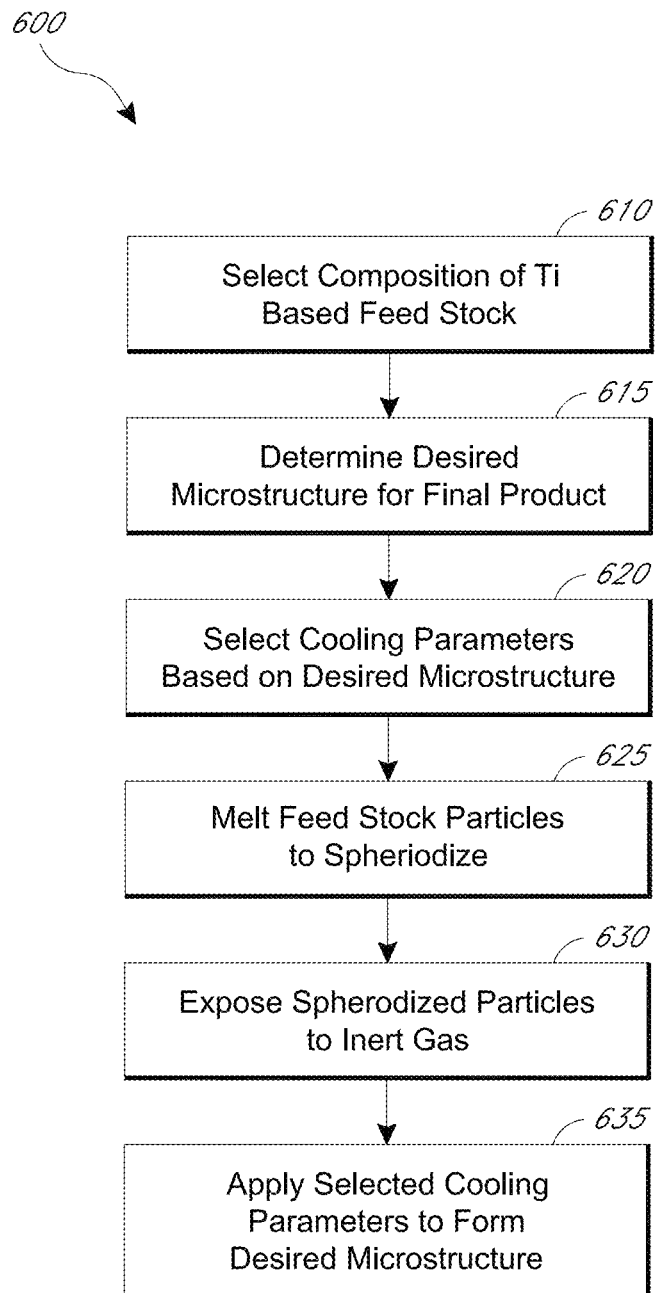 600
610
Select Composition of Ti
Based Feed Stock
615
Determine Desired
Microstructure for Final Product
620
Select Cooling Parameters
Based on Desired Microstructure
625
Melt Feed Stock Particles
to Spheriodize
630
Expose Spherodized Particles
to Inert Gas
635
Apply Selected Cooling
Parameters to Form
Desired Microstructure